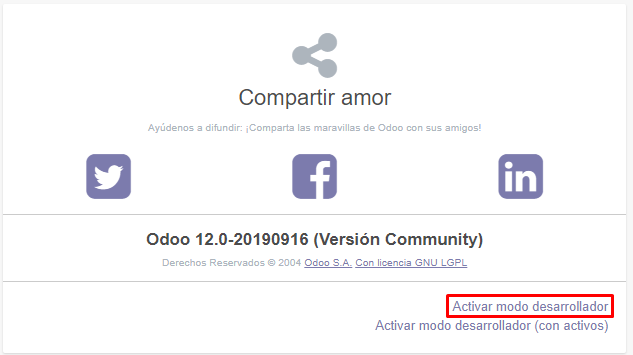 Compartir amor
Ayúdenos a difundir: ¡Comparta las maravillas de Odoo con sus amigos!
in
Odoo 12.0-20190916 (Versión Community)
Derechos Reservados © 2004 Odoo S.A. Con licencia GNU LGPL
Activar modo desarrollador
Activar modo desarrollador (con activos)